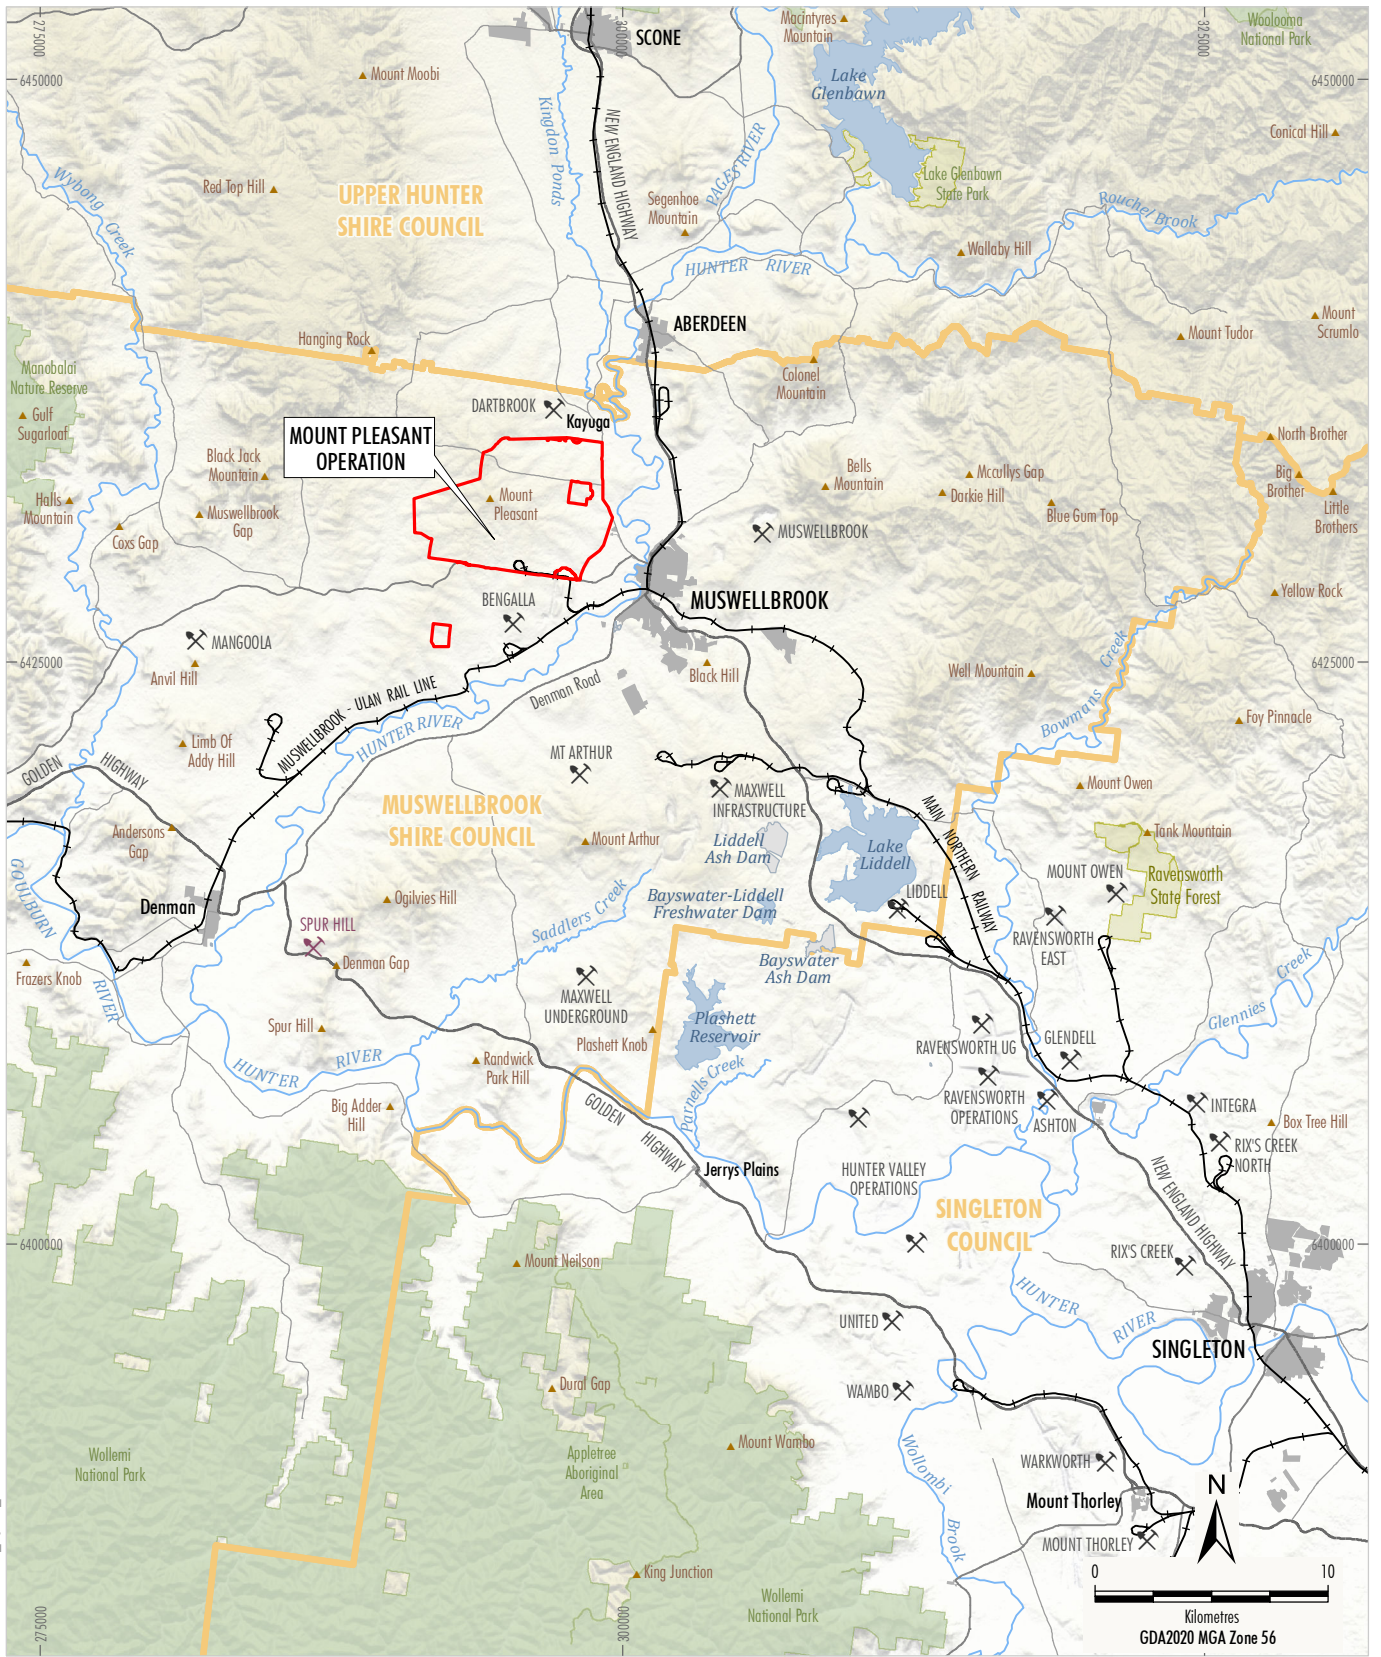 275000
300000
325000
SCONE
Macintyres
Mountain
Woolooma
National Park
6450000
Mount Moobi
Lake
Glenbawn
6450000
Kingdon Ponds
NEW ENGLAND HIGHWAY
PAGES RIVER
Conical Hill
Wybong Creek
Red Top Hill
UPPER HUNTER
SHIRE COUNCIL
Segenhoe
Mountain
Lake Glenbawn
State Park
Rouchel Brook
Wallaby Hill
HUNTER RIVER
Hanging Rock
ABERDEEN
Mount
Scrumlo
Mount Tudor
Manobalai
Nature Reserve
Colonel
Mountain
Gulf
Sugarloaf
DARTBROOK
Kayuga
MOUNT PLEASANT
OPERATION
North Brother
Black Jack
Mountain
Bells
Mountain
Mccullys Gap
Darkie Hill
Big
Brother
Halls
Mountain
Muswellbrook
Gap
Mount
Pleasant
Blue Gum Top
Little
Brothers
Coxs Gap
MUSWELLBROOK
BENGALLA
MUSWELLBROOK
Yellow Rock
MANGOOLA
6425000
6425000
Anvil Hill
Black Hill
Well Mountain
Bowmans Creek
Denman Road
MUSWELLBROOK - ULAN RAIL LINE
HUNTER RIVER
Foy Pinnacle
Limb Of
Addy Hill
GOLDEN HIGHWAY
MT ARTHUR
MAXWELL
INFRASTRUCTURE
Mount Owen
MUSWELLBROOK
SHIRE COUNCIL
MAIN NORTHERN RAILWAY
Andersons
Gap
Mount Arthur
Liddell
Ash Dam
Lake
Liddell
Tank Mountain
GOULBURN RIVER
Denman
Ogilvies Hill
Bayswater-Liddell
Freshwater Dam
LIDDELL
MOUNT OWEN
Ravensworth
State Forest
SPUR HILL
Saddlers Creek
RAVENSWORTH
EAST
Frazers Knob
Denman Gap
Bayswater
Ash Dam
Glennies Creek
MAXWELL
UNDERGROUND
Spur Hill
Plashett
Reservoir
Plashett Knob
RAVENSWORTH UG
GLENDELL
HUNTER RIVER
Randwick
Park Hill
Parnells Creek
RAVENSWORTH
OPERATIONS
ASHTON
INTEGRA
Big Adder
Hill
GOLDEN HIGHWAY
Box Tree Hill
RIX'S CREEK
NORTH
Jerrys Plains
HUNTER VALLEY
OPERATIONS
NEW ENGLAND HIGHWAY
SINGLETON
COUNCIL
6400000
6400000
Mount Neilson
RIX'S CREEK
HUNTER RIVER
UNITED
SINGLETON
Dural Gap
WAMBO
Wollemi
National Park
Appletree
Aboriginal
Area
Mount Wambo
Wollombi Brook
WARKWORTH
Mount Thorley
N
MOUNT THORLEY
King Junction
Wollemi
National Park
0 10
Kilometres
GDA2020 MGA Zone 56
275000
300000